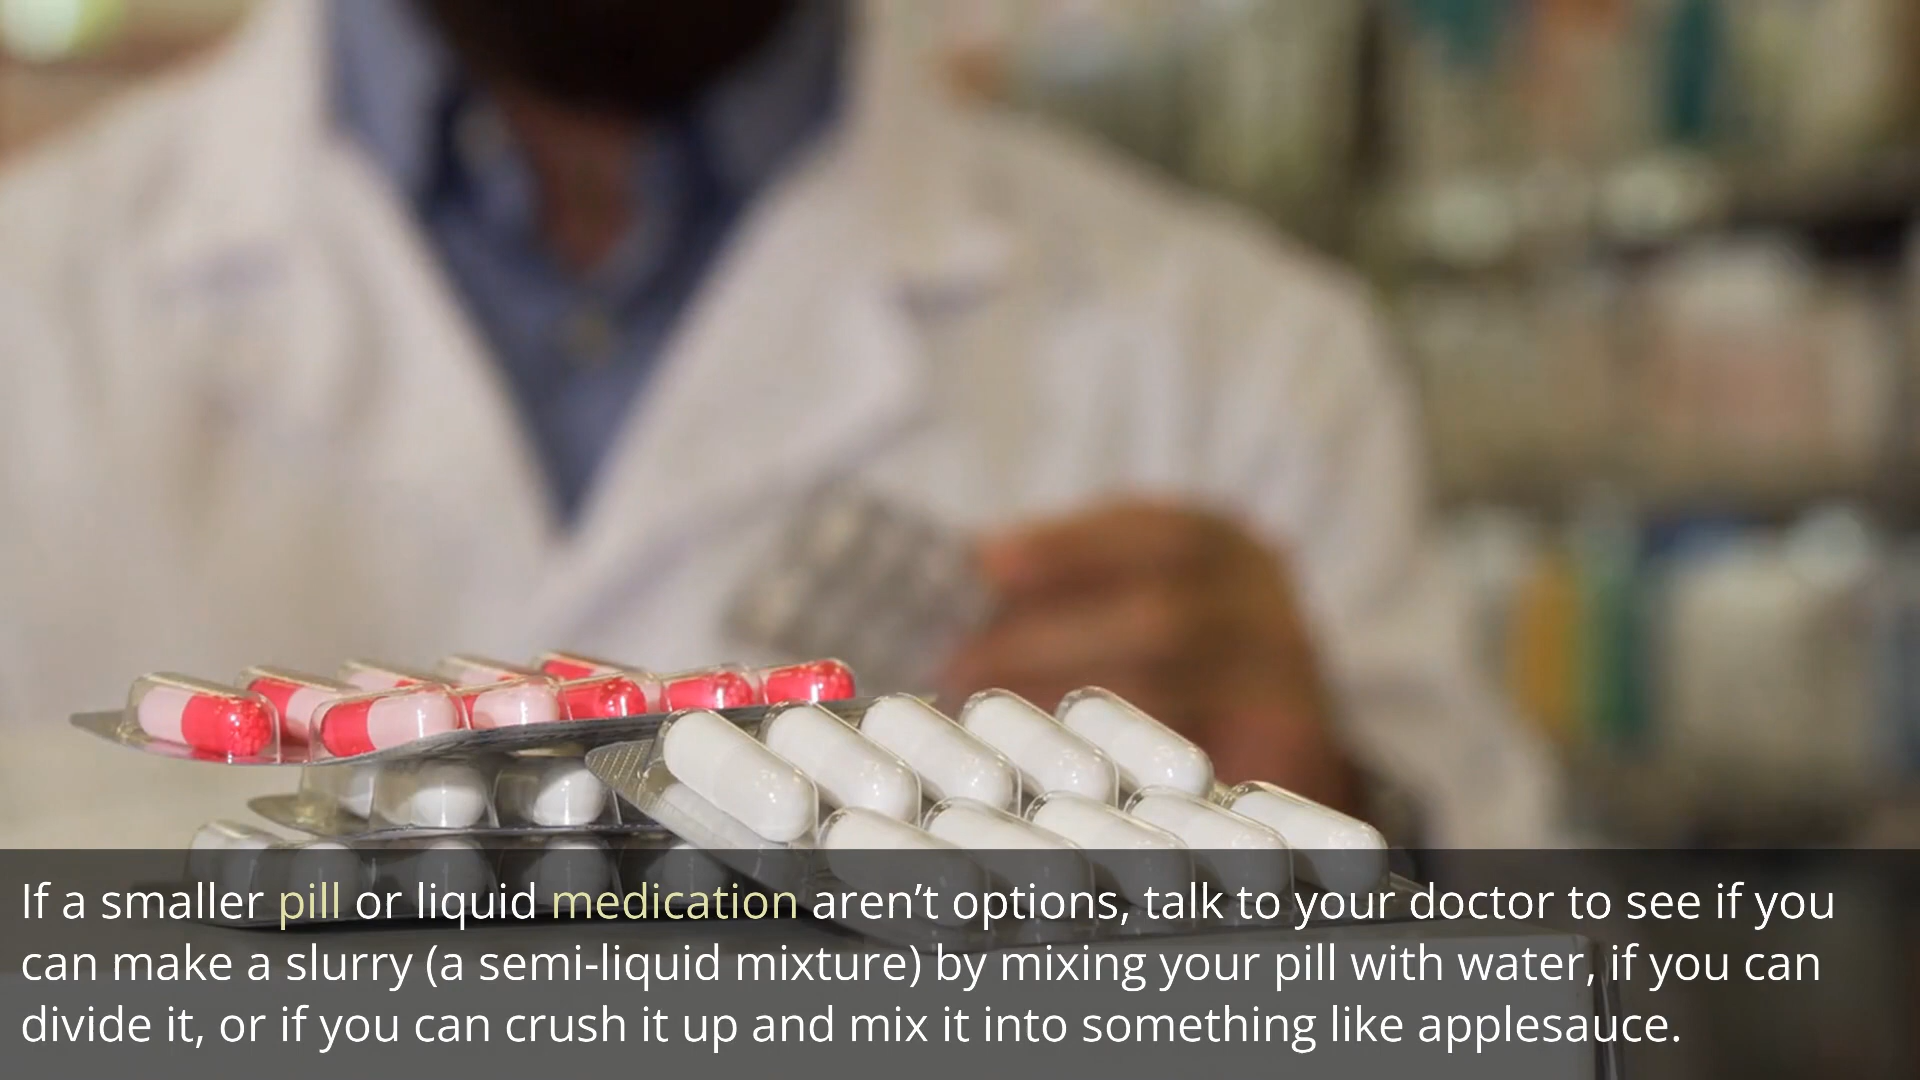 If a smaller pill or liquid medication aren’t options, talk to your doctor to see if you
can make a slurry (a semi-liquid mixture) by mixing your pill with water, if you can
divide it, or if you can crush it up and mix it into something like applesauce.